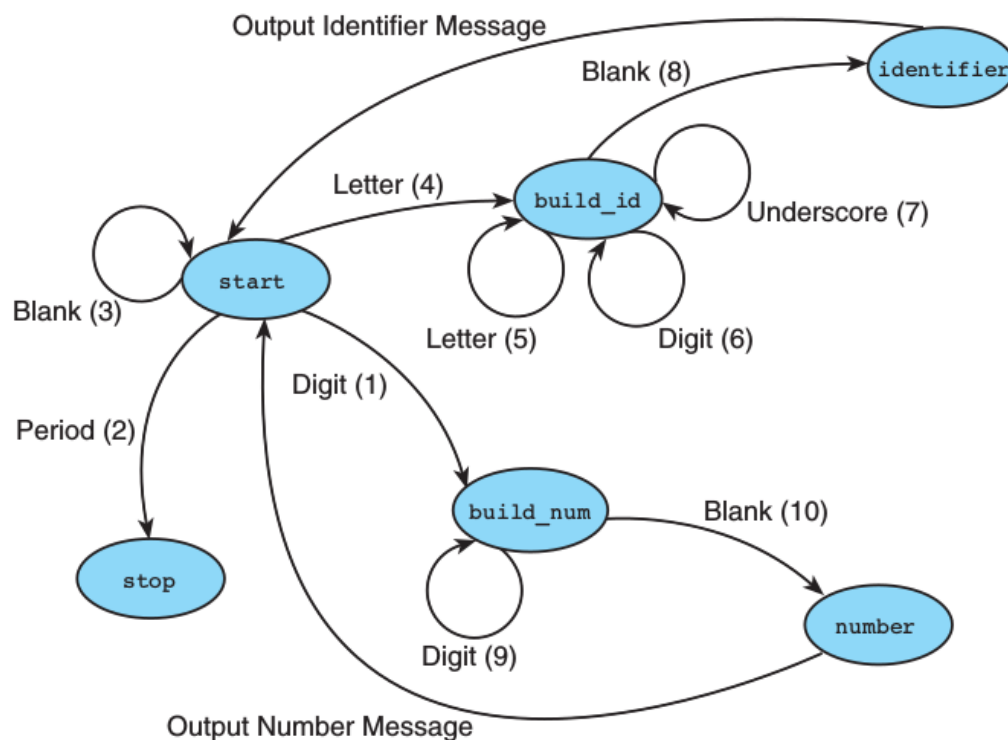 Output Identifier Message
identifier
Blank (8)
Letter (4)
build_id
Underscore (7)
start
Blank (3)
Letter (5)
Digit (6)
Digit (1)
Period (2)
build_num
Blank (10)
stop
number
Digit (9)
Output Number Message